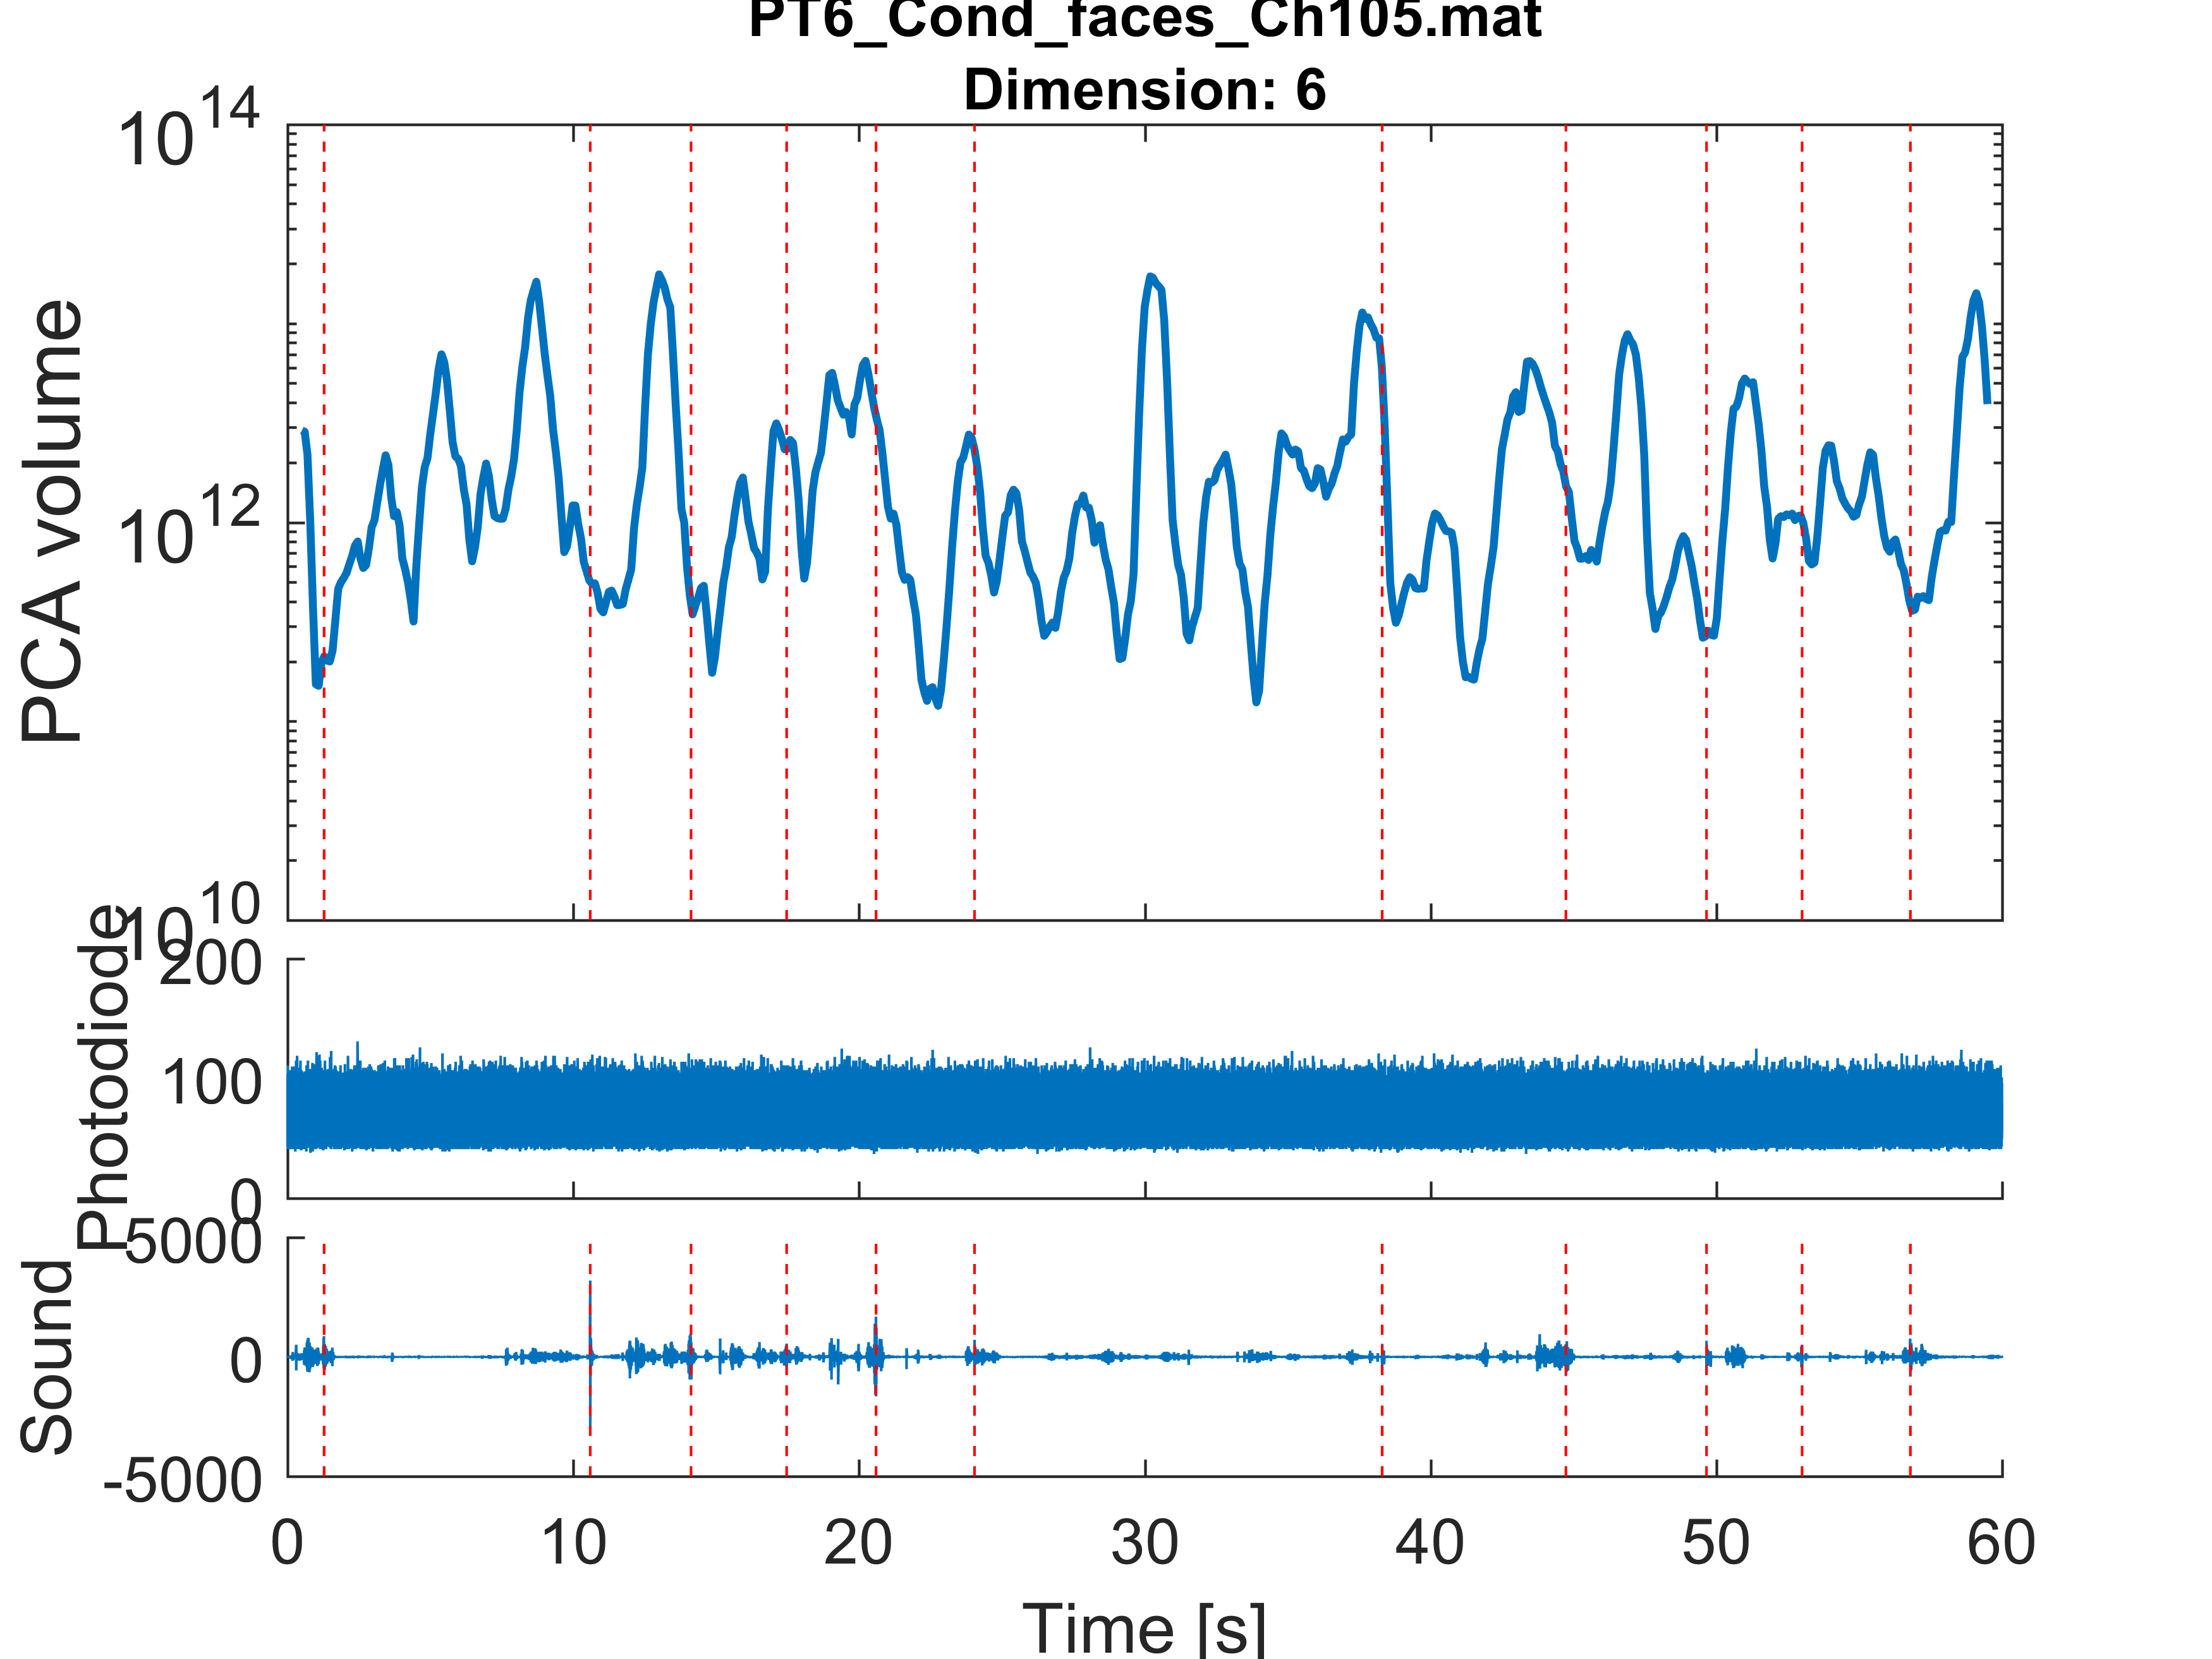 PT6_Cond_faces_Ch105.mat
Dimension: 6
PCA volume
10^14
10^12
10^10
Photodiode
200
100
0
Sound
5000
0
-5000
0 10 20 30 40 50 60
Time [s]